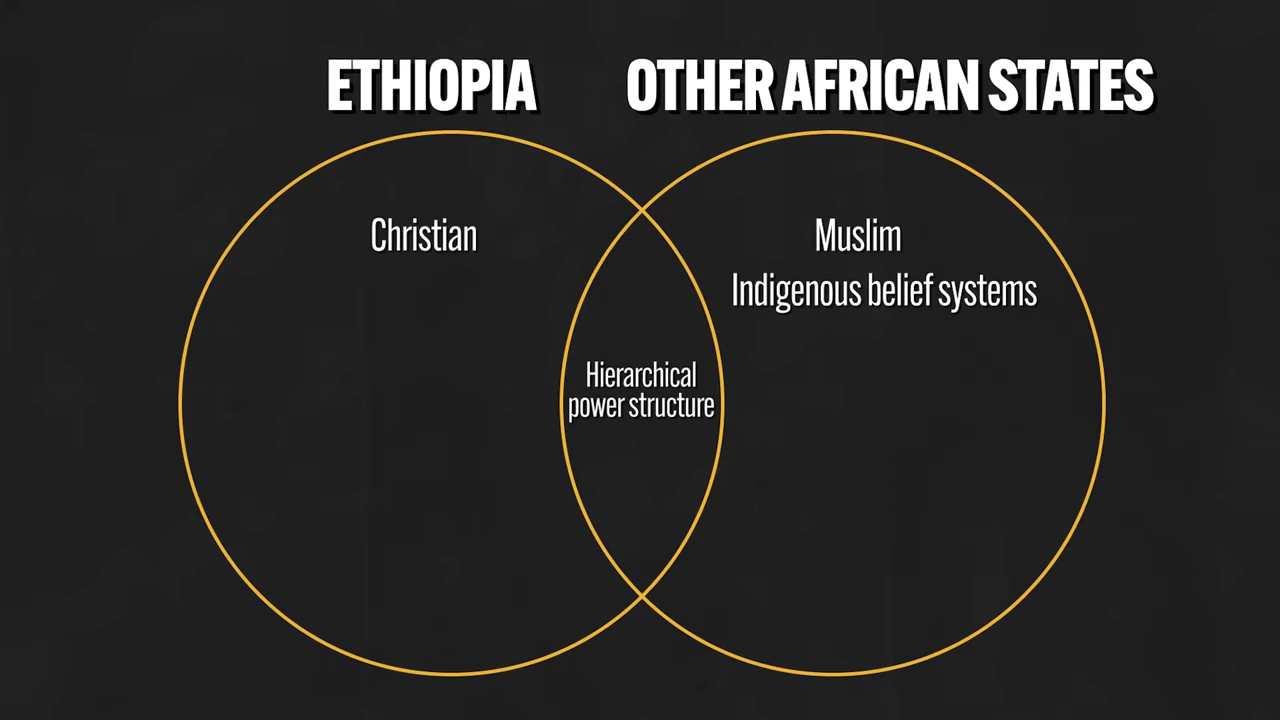 ETHIOPIA
OTHER AFRICAN STATES
Christian
Muslim
Indigenous belief systems
Hierarchical
power structure